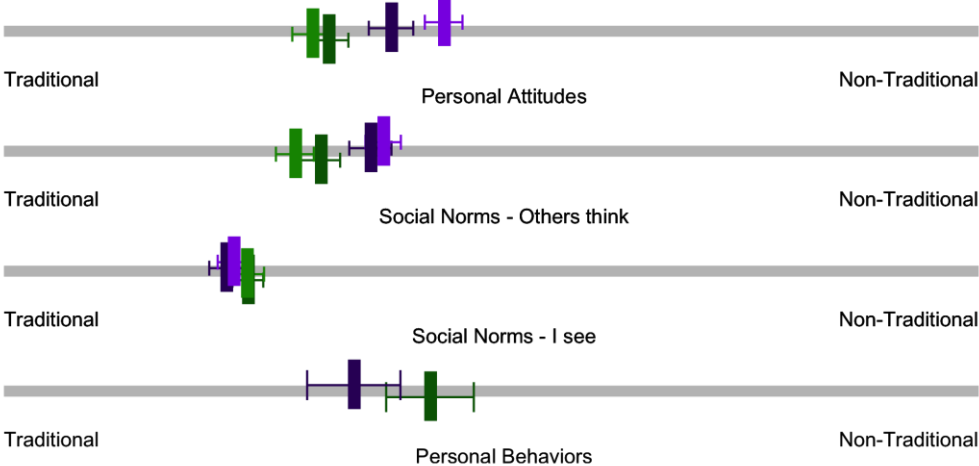 Traditional Non-Traditional
Personal Attitudes
Traditional Non-Traditional
Social Norms - Others think
Traditional Non-Traditional
Social Norms - I see
Traditional Non-Traditional
Personal Behaviors